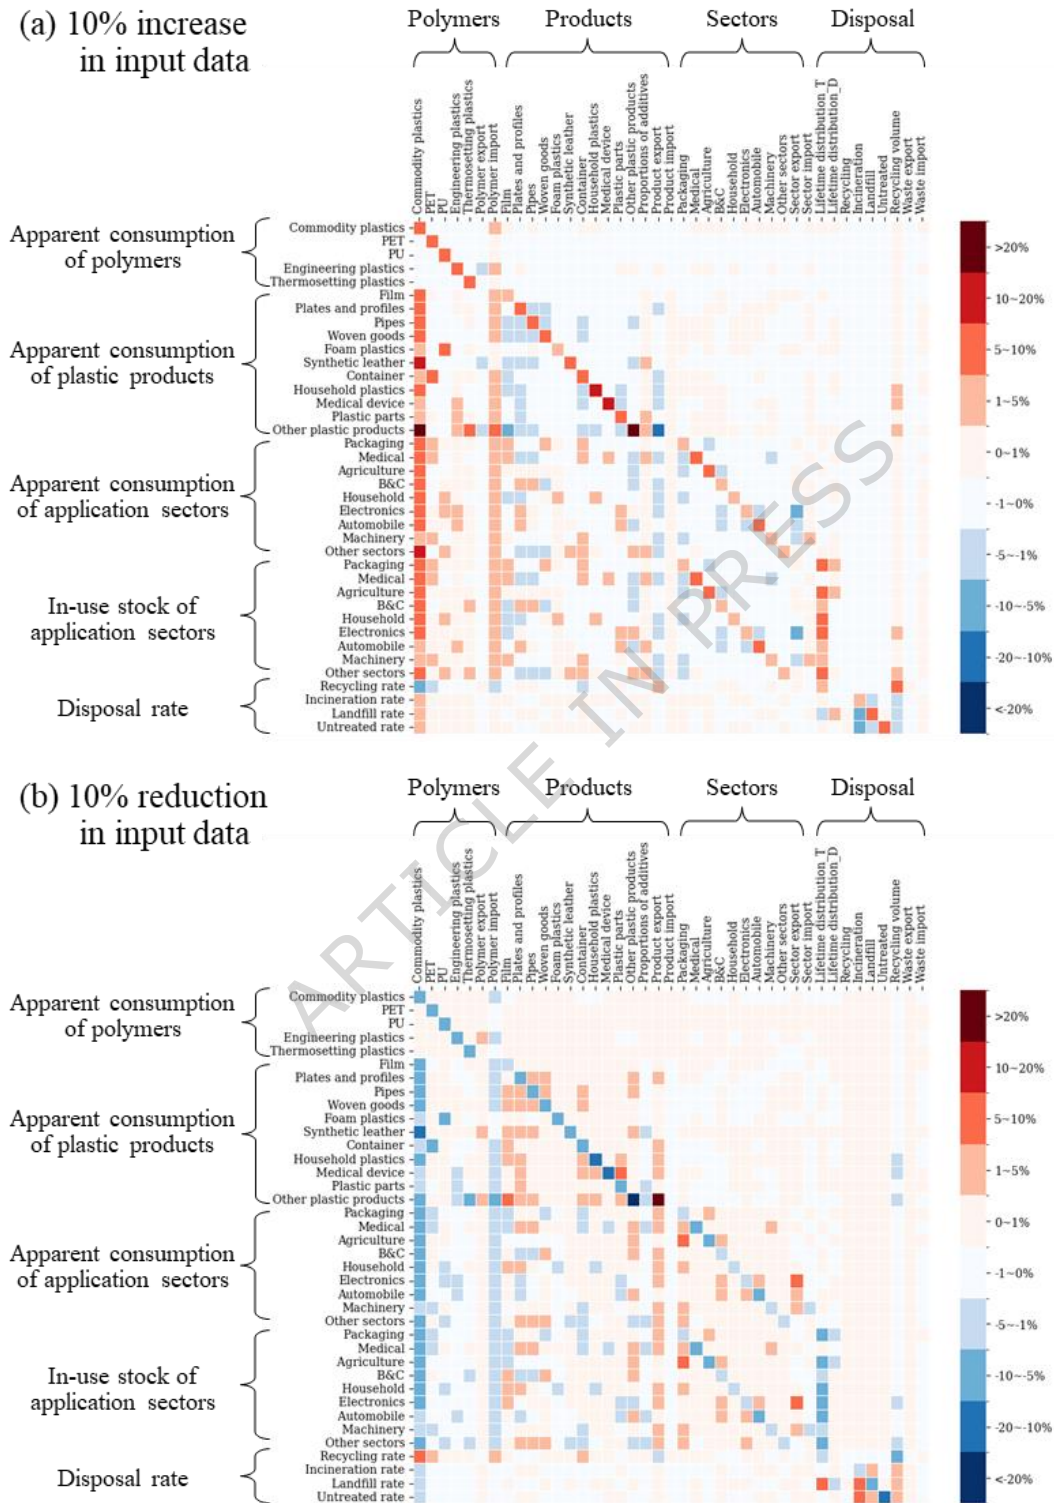 (a) 10% increase
in input data
Polymers
Products
Sectors
Disposal
Commodity plastics
PET
PU
Engineering plastics
Thermosetting plastics
Polymer export
Polymer import
Film
Plates and profiles
Pipes
Woven goods
Foam plastics
Synthetic leather
Container
Household plastics
Medical device
Plastic parts
Other plastic products
Proportions of additives
Product export
Product import
Packaging
Medical
Agriculture
B&C
Household
Electronics
Automobile
Machinery
Other sectors
Sector export
Sector import
Lifetime distribution_T
Lifetime distribution_D
Recycling
Incineration
Landfill
Untreated
Recycling volume
Waste export
Waste import
Apparent consumption
of polymers
Commodity plastics
PET
PU
Engineering plastics
Thermosetting plastics
Apparent consumption
of plastic products
Film
Plates and profiles
Pipes
Woven goods
Foam plastics
Synthetic leather
Container
Household plastics
Medical device
Plastic parts
Other plastic products
Apparent consumption
of application sectors
Packaging
Medical
Agriculture
B&C
Household
Electronics
Automobile
Machinery
Other sectors
In-use stock of
application sectors
Packaging
Medical
Agriculture
B&C
Household
Electronics
Automobile
Machinery
Other sectors
Disposal rate
Recycling rate
Incineration rate
Landfill rate
Untreated rate
>20%
10~20%
5~10%
1~5%
0~1%
-1~0%
-5~-1%
-10~-5%
-20~-10%
<-20%
ARTICLE IN PRESS
(b) 10% reduction
in input data
Polymers
Products
Sectors
Disposal
Commodity plastics
PET
PU
Engineering plastics
Thermosetting plastics
Polymer export
Polymer import
Film
Plates and profiles
Pipes
Woven goods
Foam plastics
Synthetic leather
Container
Household plastics
Medical device
Plastic parts
Other plastic products
Proportions of additives
Product export
Product import
Packaging
Medical
Agriculture
B&C
Household
Electronics
Automobile
Machinery
Other sectors
Sector export
Sector import
Lifetime distribution_T
Lifetime distribution_D
Recycling
Incineration
Landfill
Untreated
Recycling volume
Waste export
Waste import
Apparent consumption
of polymers
Commodity plastics
PET
PU
Engineering plastics
Thermosetting plastics
Apparent consumption
of plastic products
Film
Plates and profiles
Pipes
Woven goods
Foam plastics
Synthetic leather
Container
Household plastics
Medical device
Plastic parts
Other plastic products
Apparent consumption
of application sectors
Packaging
Medical
Agriculture
B&C
Household
Electronics
Automobile
Machinery
Other sectors
In-use stock of
application sectors
Packaging
Medical
Agriculture
B&C
Household
Electronics
Automobile
Machinery
Other sectors
Disposal rate
Recycling rate
Incineration rate
Landfill rate
Untreated rate
>20%
10~20%
5~10%
1~5%
0~1%
-1~0%
-5~-1%
-10~-5%
-20~-10%
<-20%